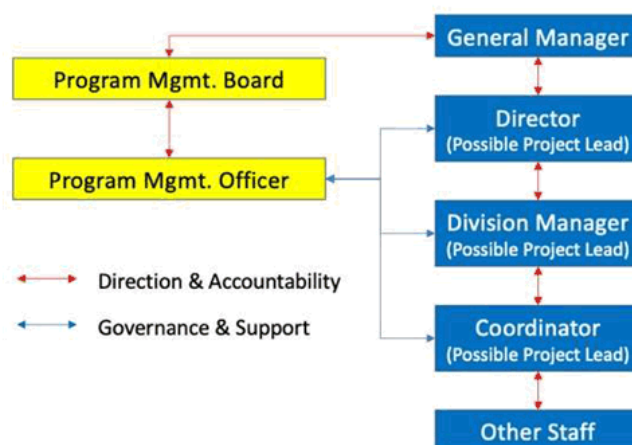 General Manager
Program Mgmt. Board
Director
(Possible Project Lead)
Program Mgmt. Officer
Division Manager
(Possible Project Lead)
Direction & Accountability
Governance & Support
Coordinator
(Possible Project Lead)
Other Staff